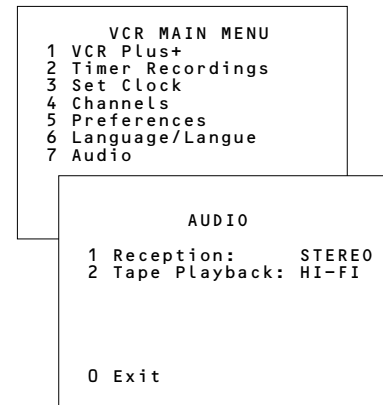 VCR MAIN MENU
1 VCR Plus+
2 Timer Recordings
3 Set Clock
4 Channels
5 Preferences
6 Language/Langue
7 Audio
AUDIO
1 Reception: STEREO
2 Tape Playback: HI-FI
0 Exit